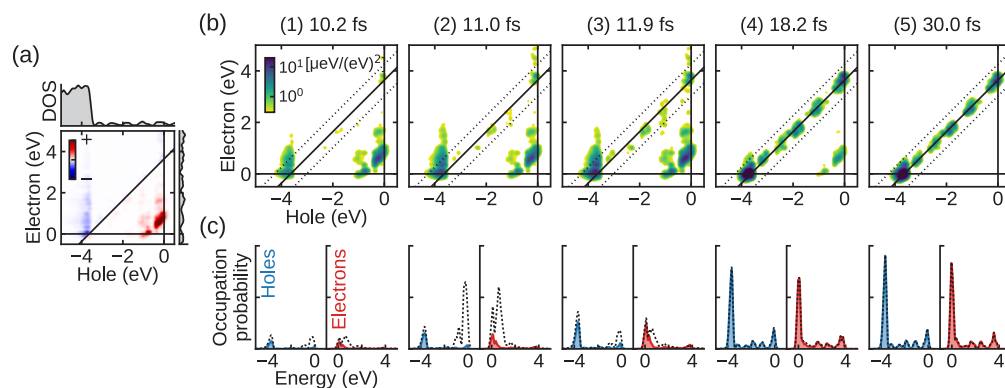 (a)
DOS
Electron (eV)
4
2
0
+
−
−4 −2 0
Hole (eV)
(b)
(1) 10.2 fs (2) 11.0 fs (3) 11.9 fs (4) 18.2 fs (5) 30.0 fs
Electron (eV)
4
2
0
10¹ [μeV/(eV)²]
10⁰
−4 −2 0 −4 −2 0 −4 −2 0 −4 −2 0 −4 −2 0
Hole (eV)
(c)
Occupation
probability
Holes
Electrons
−4 0 0 4 −4 0 0 4 −4 0 0 4 −4 0 0 4 −4 0 0 4
Energy (eV)